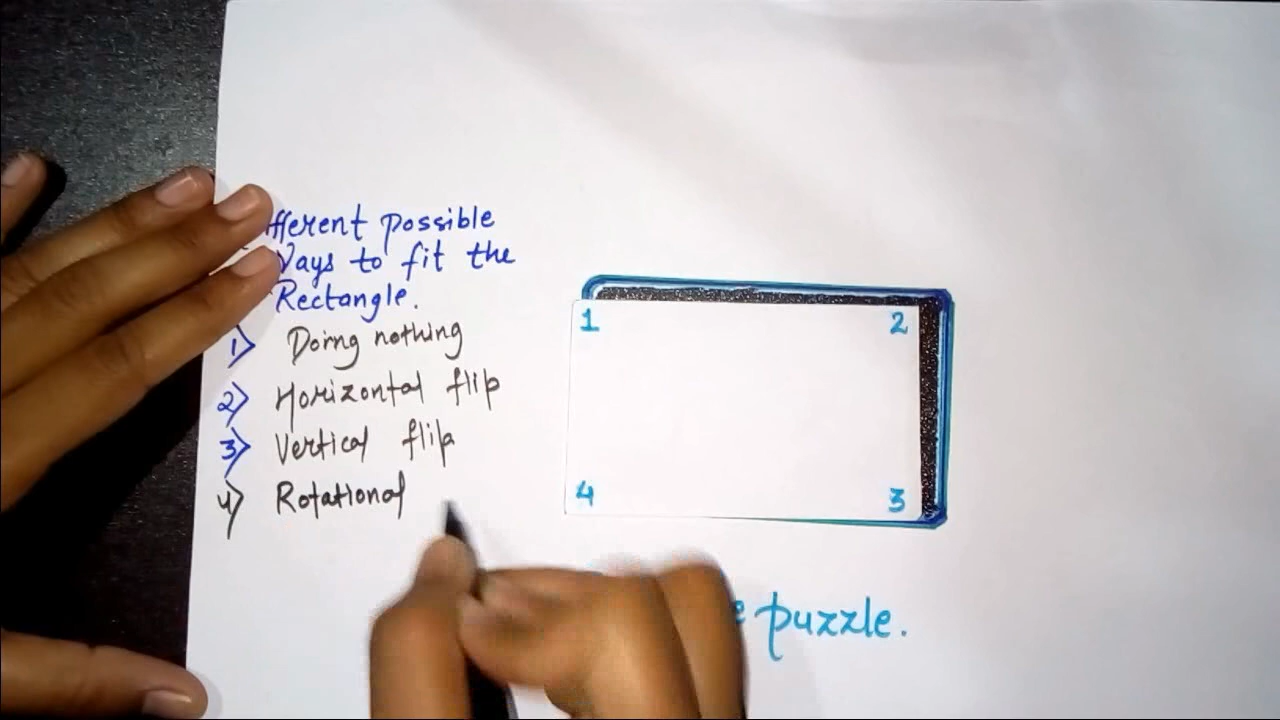 fferent possible
Ways to fit the
Rectangle.
1) Doing nothing
2) Horizontal flip
3) Vertical flip
4) Rotational
1 2
4 3
e puzzle.